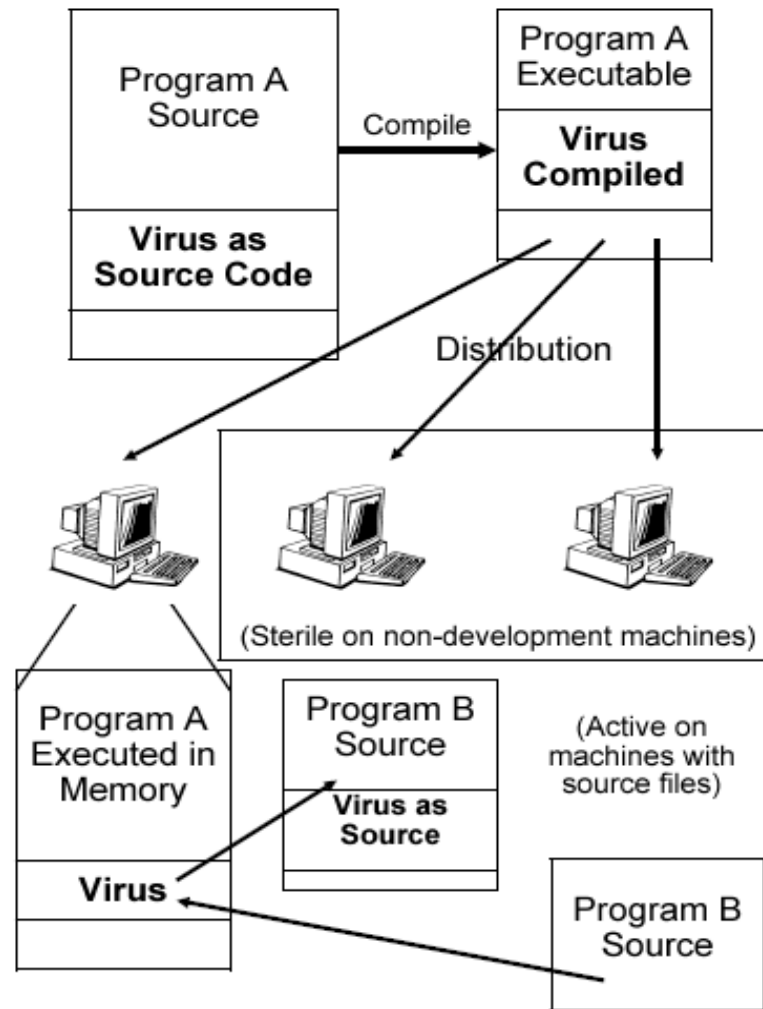 Program A
Source
Virus as
Source Code
Compile
Program A
Executable
Virus
Compiled
Distribution
(Sterile on non-development machines)
Program A
Executed in
Memory
Virus
Program B
Source
Virus as
Source
(Active on
machines with
source files)
Program B
Source